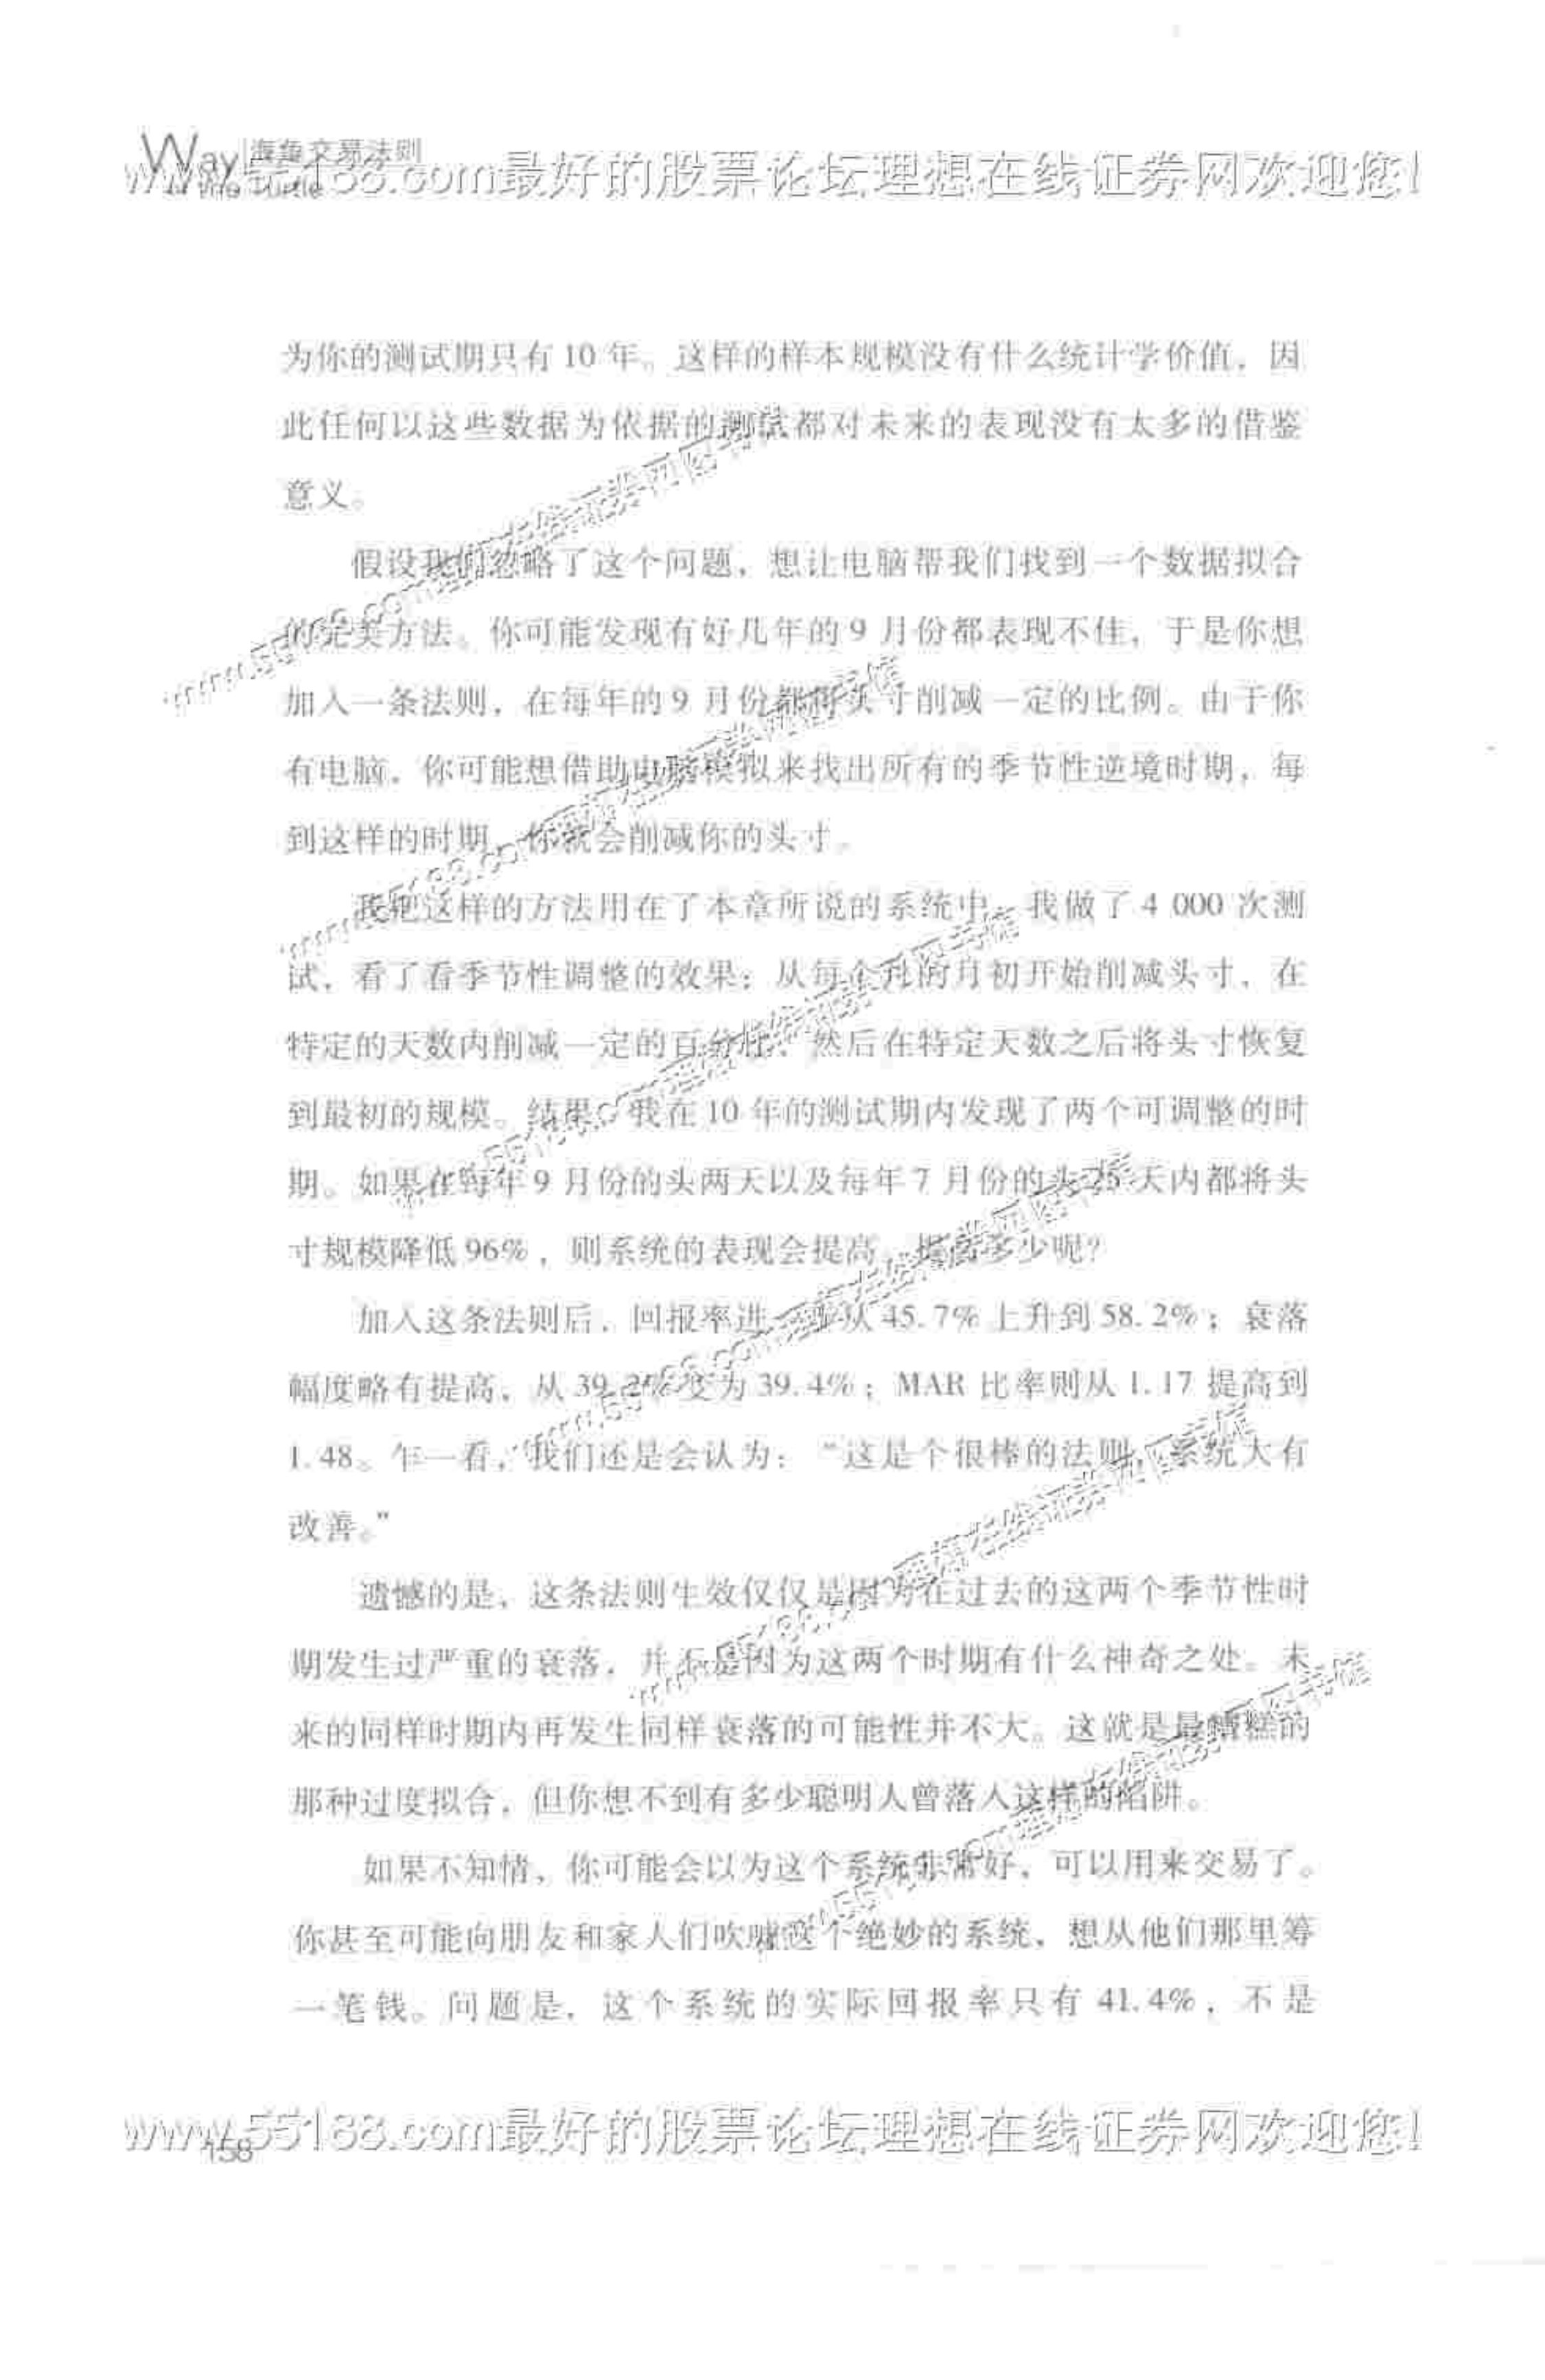 Way 海龟交易法则
www.55188.com最好的股票论坛理想在线证券网欢迎您!
of the Turtle
为你的测试期只有 10 年。这样的样本规模没有什么统计学价值，因
此任何以这些数据为依据的测试都对未来的表现没有太多的借鉴
意义。
假设我们忽略了这个问题，想让电脑帮我们找到一个数据拟合
的完美方法。你可能发现有好几年的 9 月份都表现不佳，于是你想
加入一条法则，在每年的 9 月份都将头寸削减一定的比例。由于你
有电脑，你可能想借助电脑模拟来找出所有的季节性逆境时期，每
到这样的时期，你就会削减你的头寸。
我把这样的方法用在了本章所说的系统中。我做了 4 000 次测
试，看了看季节性调整的效果：从每个月的月初开始削减头寸，在
特定的天数内削减一定的百分比，然后在特定天数之后将头寸恢复
到最初的规模。结果，我在 10 年的测试期内发现了两个可调整的时
期。如果在每年 9 月份的头两天以及每年 7 月份的头 25 天内都将头
寸规模降低 96%，则系统的表现会提高。提高多少呢?
加入这条法则后，回报率进一步从 45.7% 上升到 58.2%；衰落
幅度略有提高，从 39.2% 变为 39.4%；MAR 比率则从 1.17 提高到
1.48。乍一看，我们还是会认为：“这是个很棒的法则，系统大有
改善。”
遗憾的是，这条法则生效仅仅是因为在过去的这两个季节性时
期发生过严重的衰落，并不是因为这两个时期有什么神奇之处。未
来的同样时期内再发生同样衰落的可能性并不大。这就是最糟糕的
那种过度拟合，但你想不到有多少聪明人曾落入这样的陷阱。
如果不知情，你可能会以为这个系统非常好，可以用来交易了。
你甚至可能向朋友和家人们吹嘘这个绝妙的系统，想从他们那里筹
一笔钱。问题是，这个系统的实际回报率只有 41.4%，不是
www.55188.com最好的股票论坛理想在线证券网欢迎您!
158